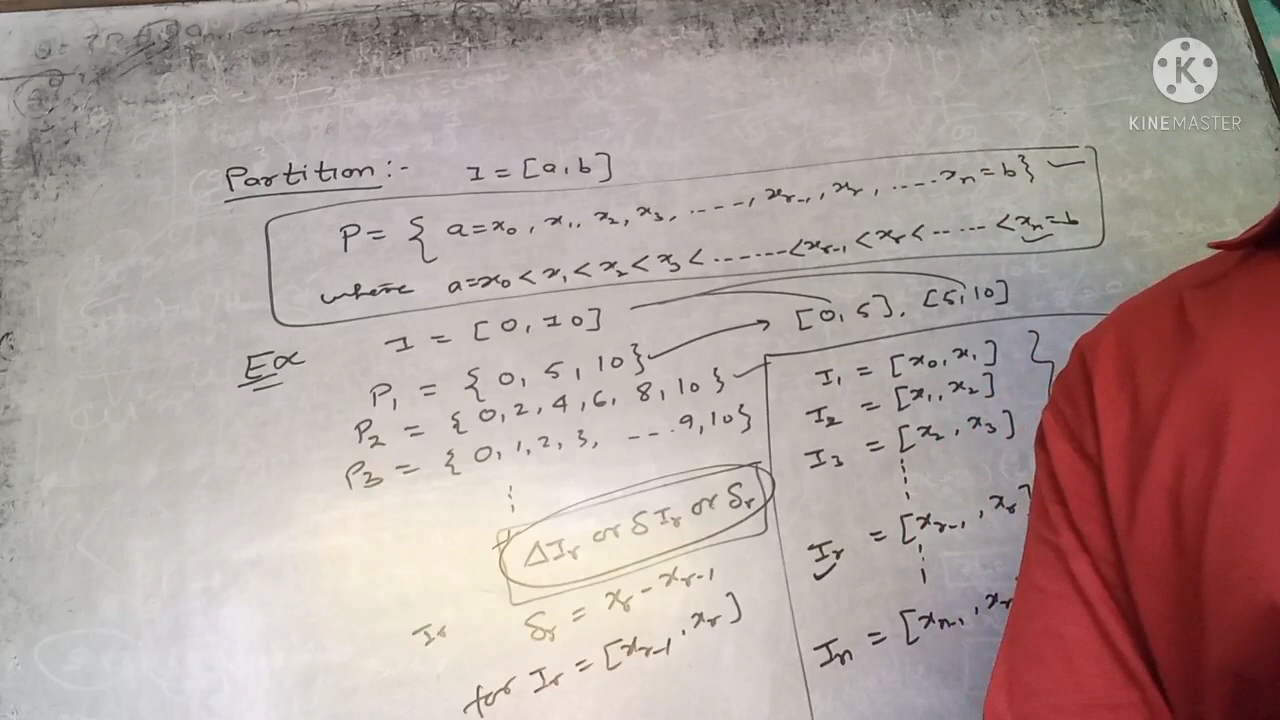 Partition:- I = [a, b]
P = { a = x₀, x₁, x₂, x₃, ....., xᵣ₋₁, xᵣ, ..... xₙ = b}
where a = x₀ < x₁ < x₂ < x₃ < ....... < xᵣ₋₁ < xᵣ < ..... < xₙ = b
Ex I = [0, 10]
[0, 5], [5, 10]
P₁ = {0, 5, 10}
P₂ = {0, 2, 4, 6, 8, 10}
P₃ = {0, 1, 2, 3, ... 9, 10}
ΔIᵣ or δIᵣ or δᵣ
Iᵣ δᵣ = xᵣ - xᵣ₋₁
for Iᵣ = [xᵣ₋₁, xᵣ]
I₁ = [x₀, x₁]
I₂ = [x₁, x₂]
I₃ = [x₂, x₃]
Iᵣ = [xᵣ₋₁, xᵣ]
Iₙ = [xₙ₋₁,
KINEMASTER